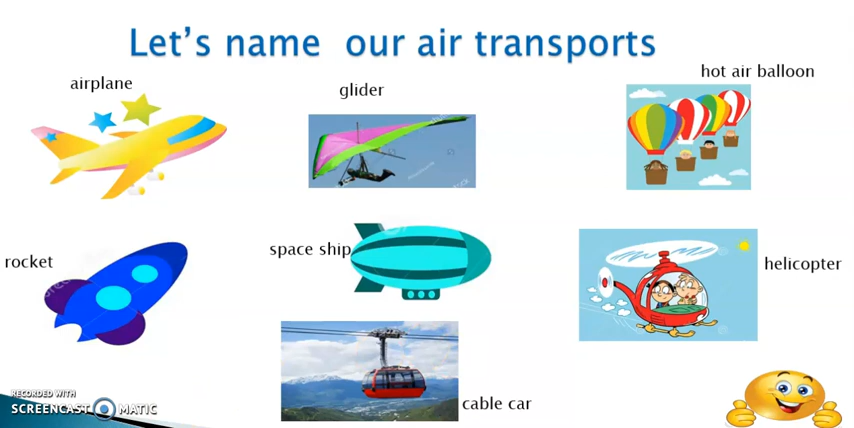 Let's name our air transports
airplane
glider
hot air balloon
rocket
space ship
helicopter
cable car
RECORDED WITH
SCREENCAST MATIC